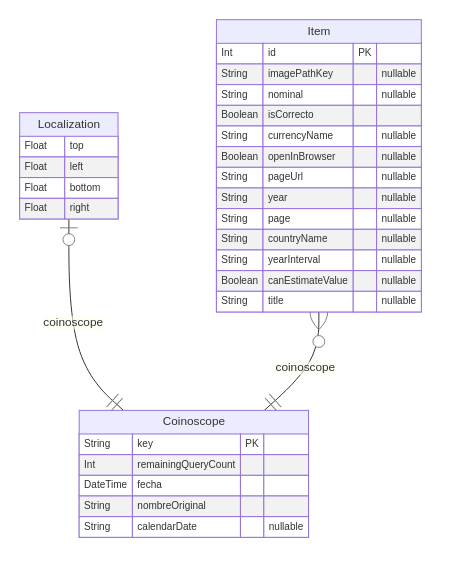 Item
Int id PK
String imagePathKey nullable
String nominal nullable
Boolean isCorrecto
String currencyName nullable
Boolean openInBrowser nullable
String pageUrl nullable
String year nullable
String page nullable
String countryName nullable
String yearInterval nullable
Boolean canEstimateValue nullable
String title nullable
Localization
Float top
Float left
Float bottom
Float right
coinoscope
coinoscope
Coinoscope
String key PK
Int remainingQueryCount
DateTime fecha
String nombreOriginal
String calendarDate nullable